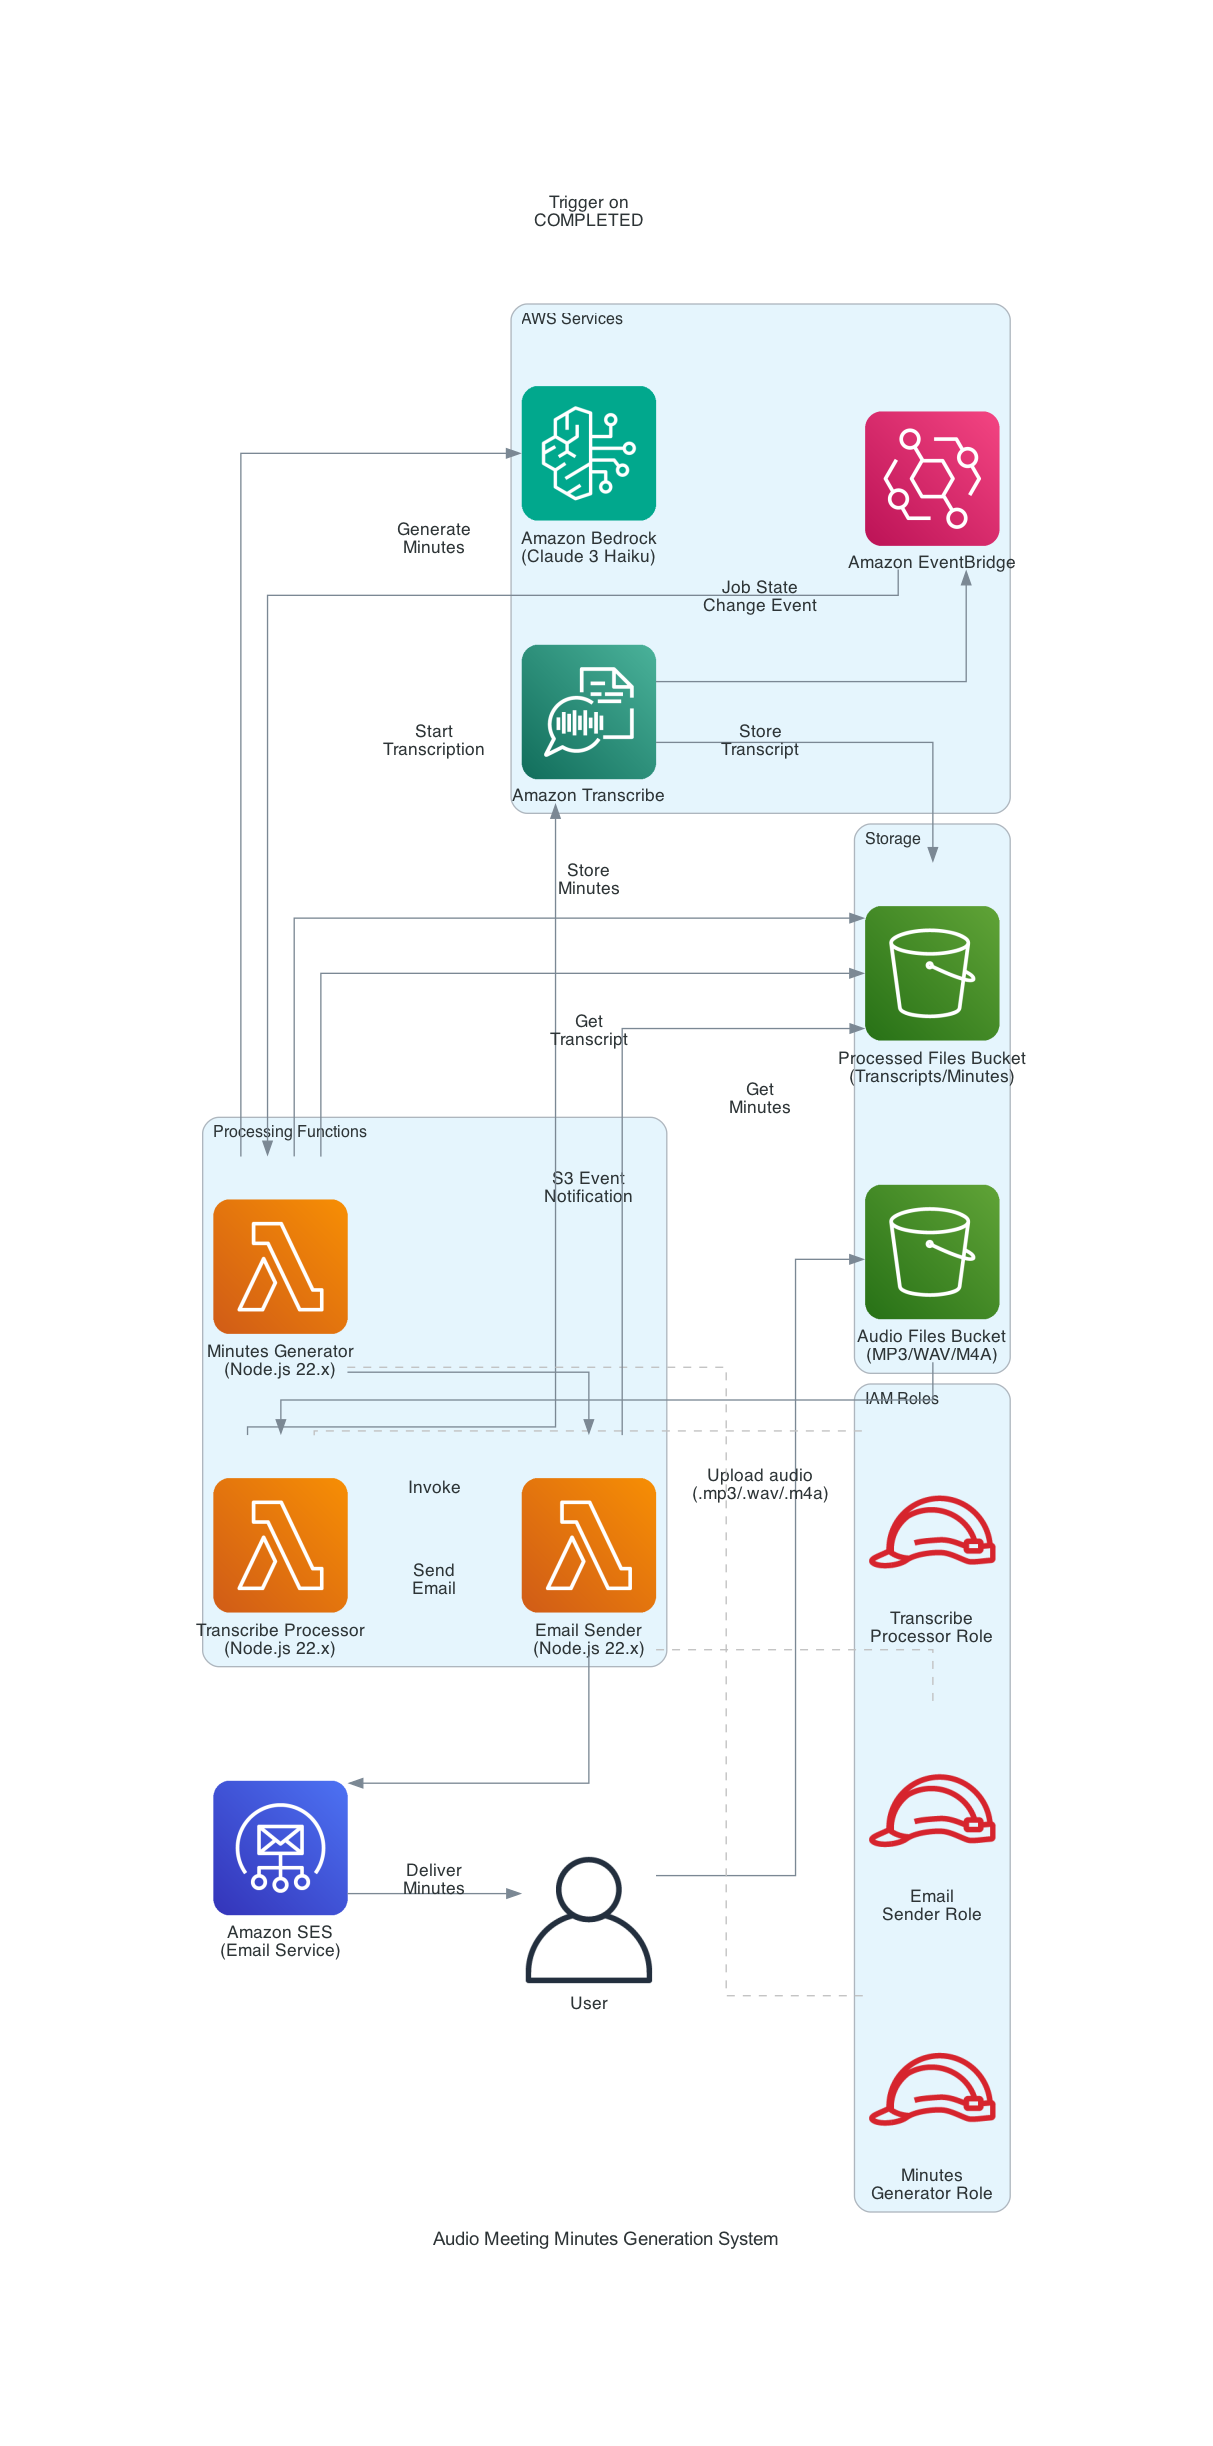 Trigger on
COMPLETED
AWS Services
Amazon Bedrock
(Claude 3 Haiku)
Amazon EventBridge
Generate
Minutes
Job State
Change Event
Start
Transcription
Store
Transcript
Amazon Transcribe
Storage
Store
Minutes
Get
Transcript
Processed Files Bucket
(Transcripts/Minutes)
Get
Minutes
Processing Functions
S3 Event
Notification
Minutes Generator
(Node.js 22.x)
Audio Files Bucket
(MP3/WAV/M4A)
IAM Roles
Invoke
Upload audio
(.mp3/.wav/.m4a)
Send
Email
Transcribe Processor
(Node.js 22.x)
Email Sender
(Node.js 22.x)
Transcribe
Processor Role
Deliver
Minutes
Email
Sender Role
Amazon SES
(Email Service)
User
Minutes
Generator Role
Audio Meeting Minutes Generation System